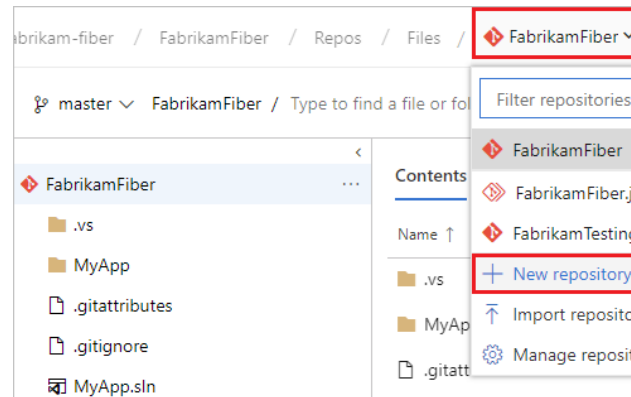 abrikam-fiber / FabrikamFiber / Repos / Files / FabrikamFiber
master FabrikamFiber / Type to find a file or fol
Filter repositories
FabrikamFiber
FabrikamFiber.j
FabrikamTesting
New repository
Import reposito
Manage reposit
FabrikamFiber ...
.vs
MyApp
.gitattributes
.gitignore
MyApp.sln
Contents
Name ↑
.vs
MyAp
.gitatt